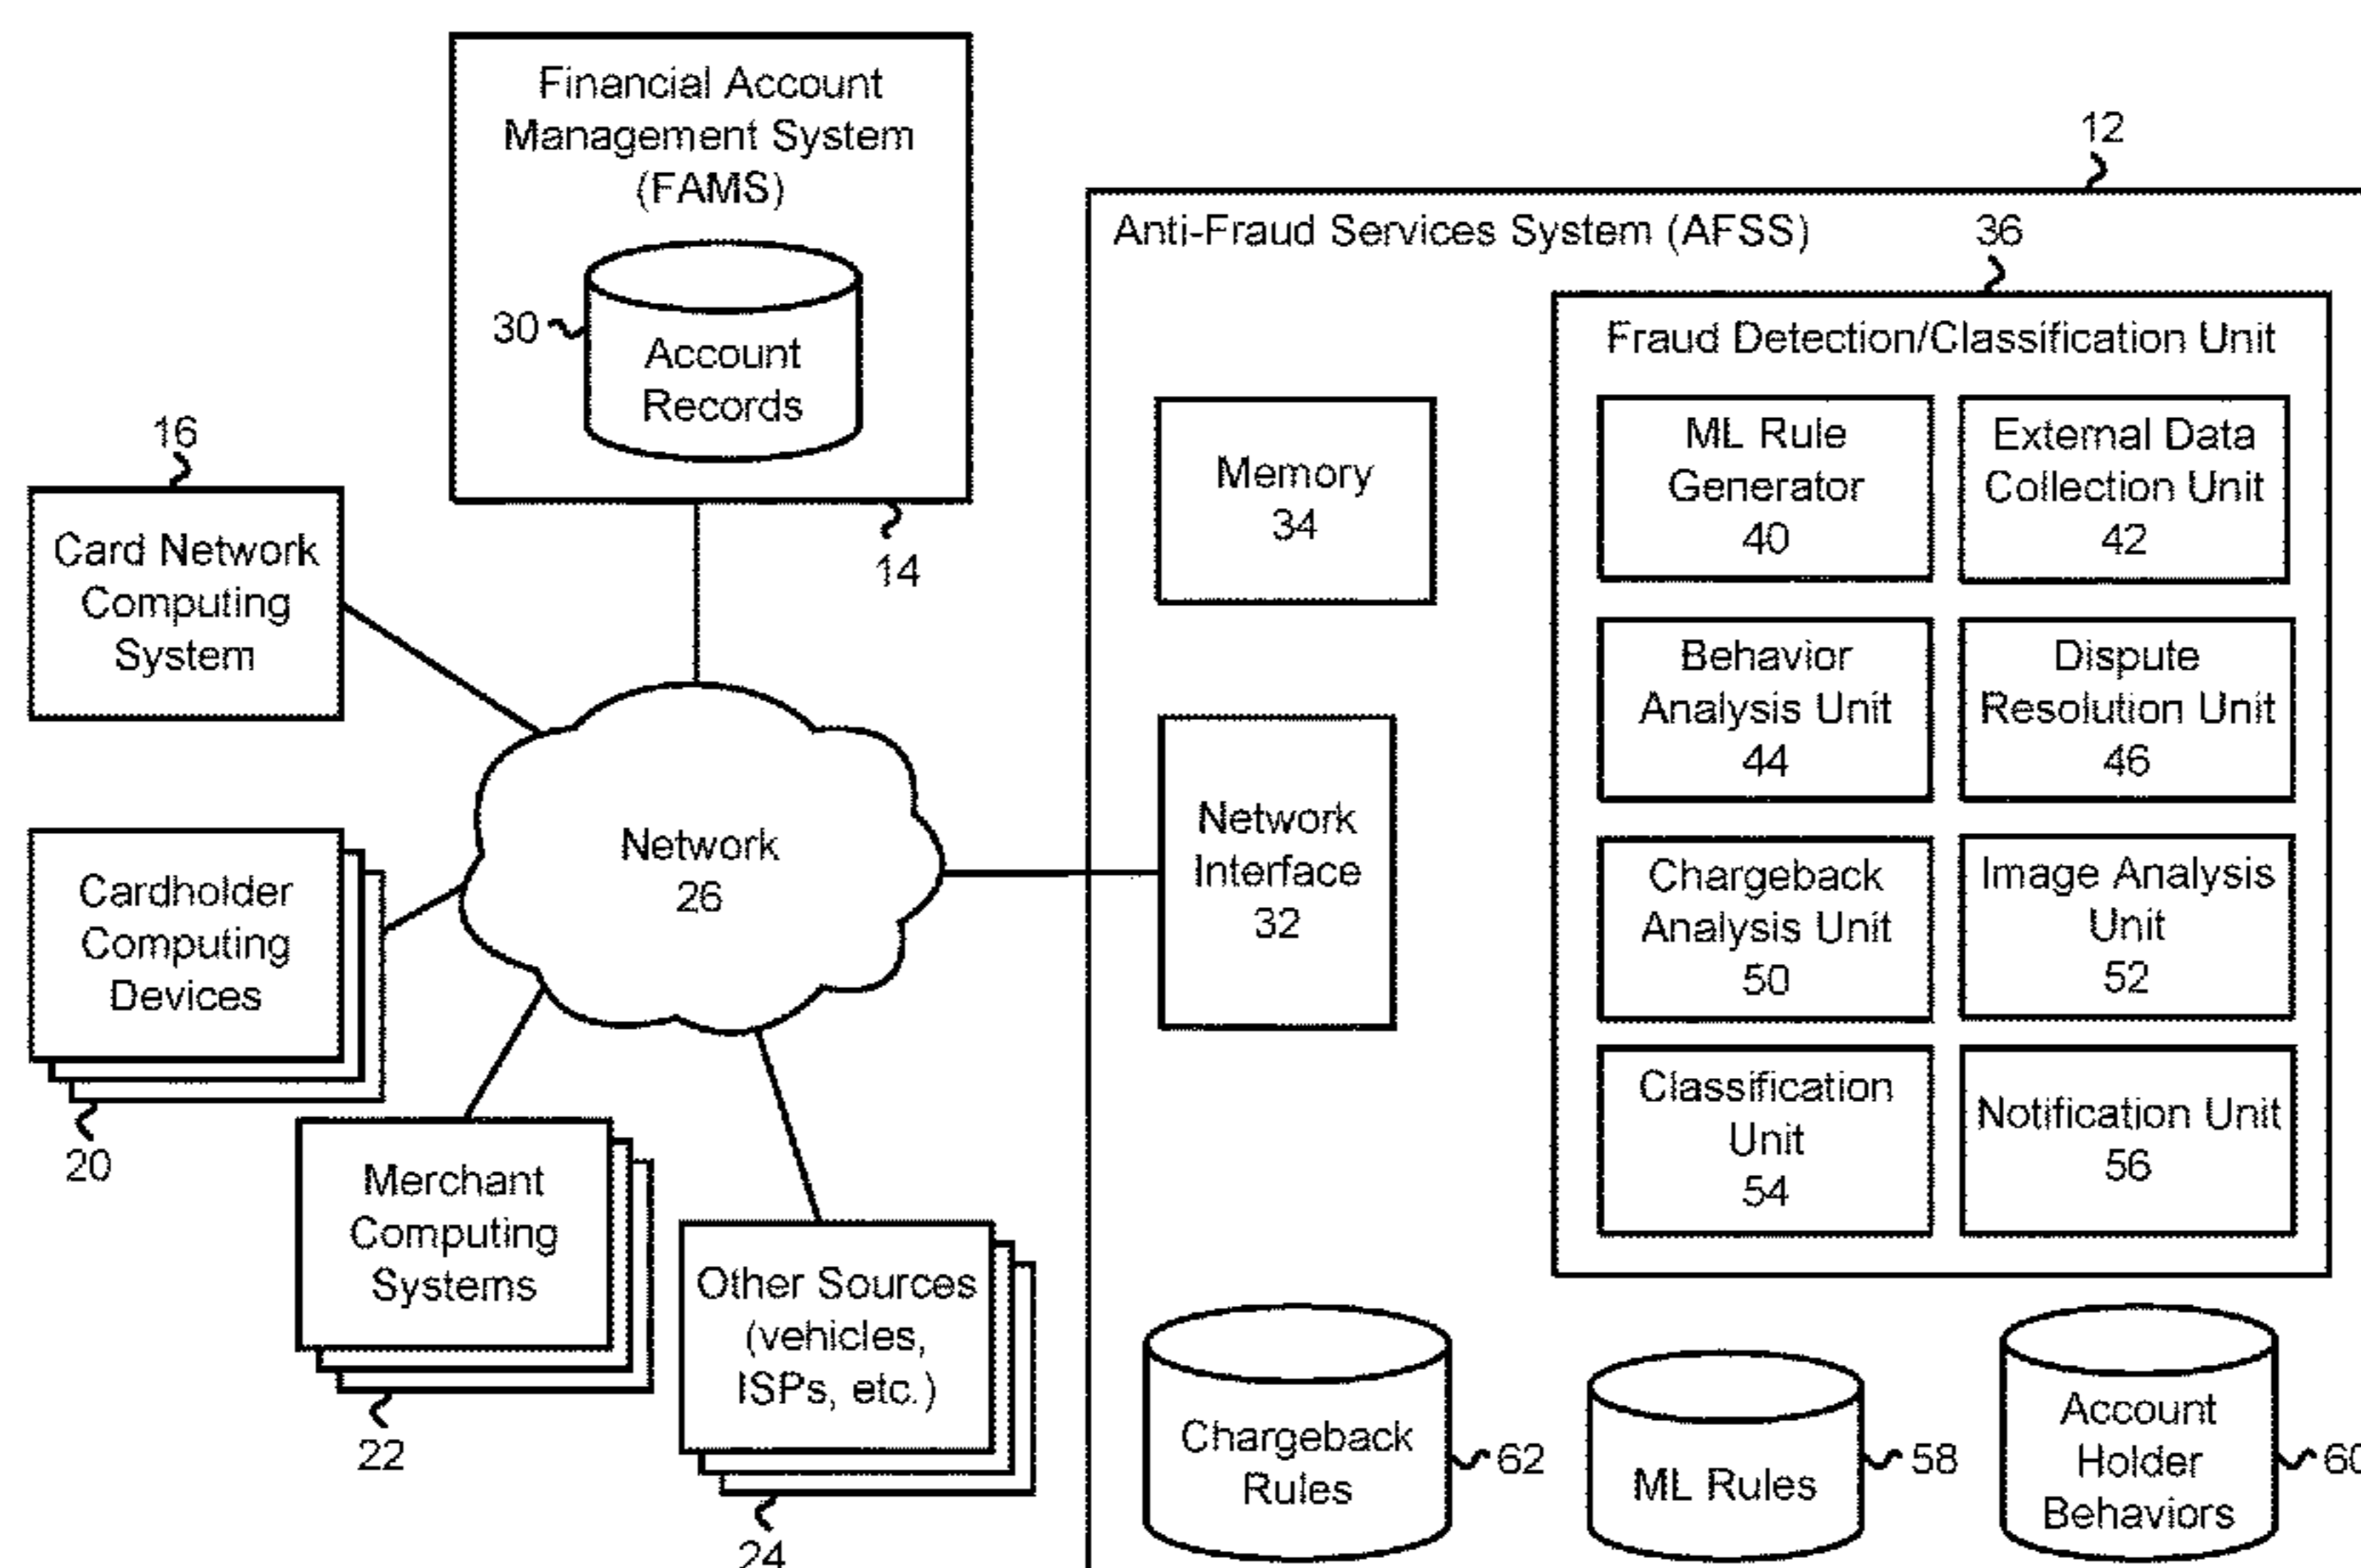 Financial Account
Management System
(FAMS)
30
Account
Records
14
16
Card Network
Computing
System
Cardholder
Computing
Devices
20
Merchant
Computing
Systems
22
Other Sources
(vehicles,
ISPs, etc.)
24
Network
26
12
Anti-Fraud Services System (AFSS)
Memory
34
Network
Interface
32
36
Fraud Detection/Classification Unit
ML Rule
Generator
40
External Data
Collection Unit
42
Behavior
Analysis Unit
44
Dispute
Resolution Unit
46
Chargeback
Analysis Unit
50
Image Analysis
Unit
52
Classification
Unit
54
Notification Unit
56
Chargeback
Rules
62
ML Rules
58
Account
Holder
Behaviors
60